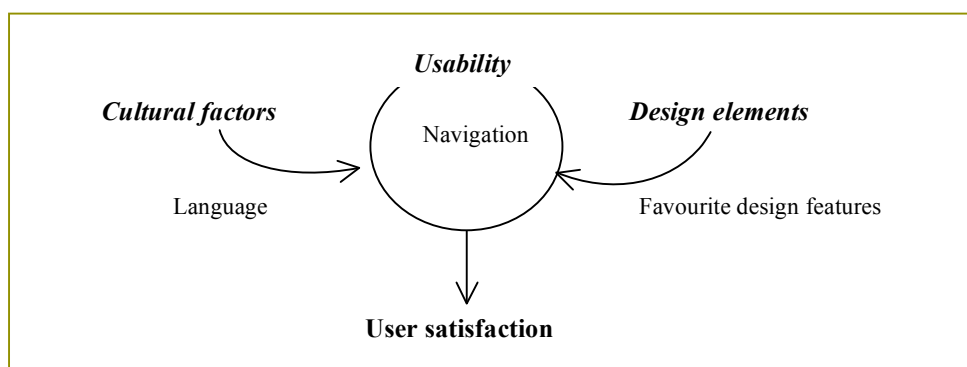 Usability
Cultural factors
Design elements
Navigation
Language
Favourite design features
User satisfaction